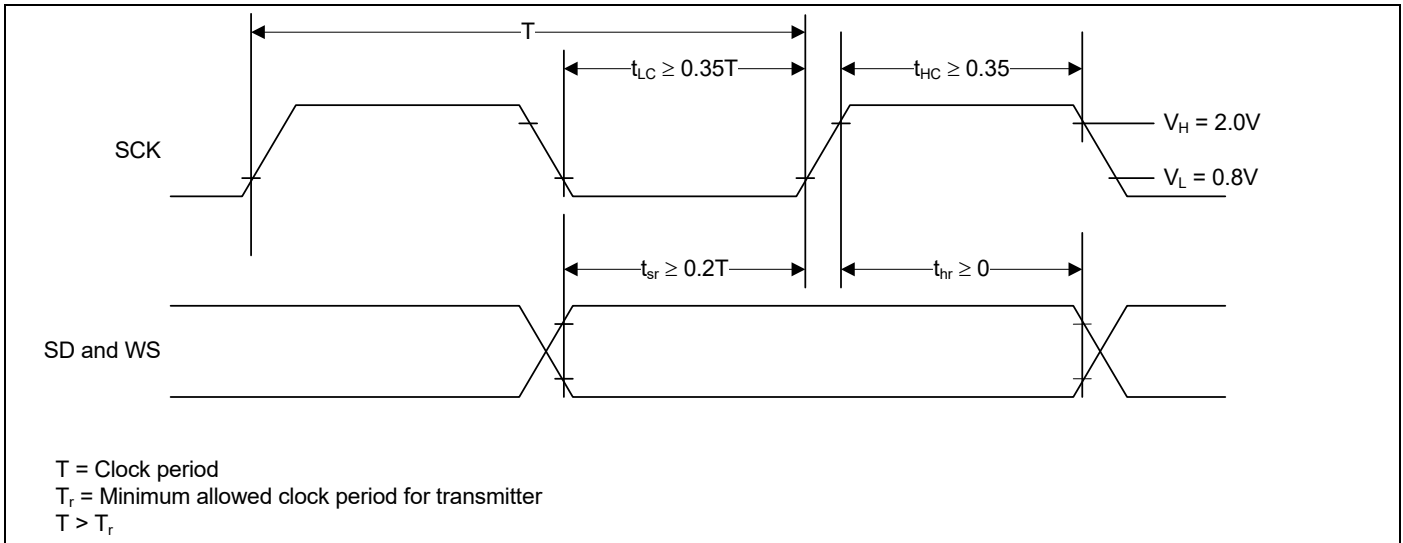 T
t_LC ≥ 0.35T
t_HC ≥ 0.35
SCK
V_H = 2.0V
V_L = 0.8V
t_sr ≥ 0.2T
t_hr ≥ 0
SD and WS
T = Clock period
T_r = Minimum allowed clock period for transmitter
T > T_r